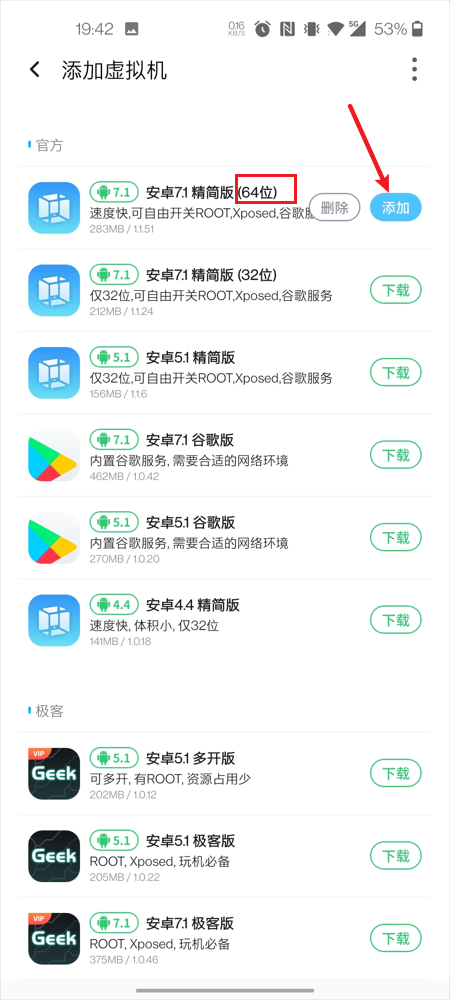 19:42
0.16
KB/S
5G
53%
添加虚拟机
官方
7.1 安卓7.1 精简版 (64位)
速度快,可自由开关ROOT,Xposed,谷歌服
283MB / 1.1.51
删除
添加
7.1 安卓7.1 精简版 (32位)
仅32位,可自由开关ROOT,Xposed,谷歌服务
212MB / 1.1.24
下载
5.1 安卓5.1 精简版
仅32位,可自由开关ROOT,Xposed,谷歌服务
156MB / 1.1.6
下载
7.1 安卓7.1 谷歌版
内置谷歌服务, 需要合适的网络环境
462MB / 1.0.42
下载
5.1 安卓5.1 谷歌版
内置谷歌服务, 需要合适的网络环境
270MB / 1.0.20
下载
4.4 安卓4.4 精简版
速度快, 体积小, 仅32位
141MB / 1.0.18
下载
极客
VIP
Geek
5.1 安卓5.1 多开版
可多开, 有ROOT, 资源占用少
202MB / 1.0.12
下载
Geek
5.1 安卓5.1 极客版
ROOT, Xposed, 玩机必备
205MB / 1.0.22
下载
VIP
Geek
7.1 安卓7.1 极客版
ROOT, Xposed, 玩机必备
375MB / 1.0.46
下载